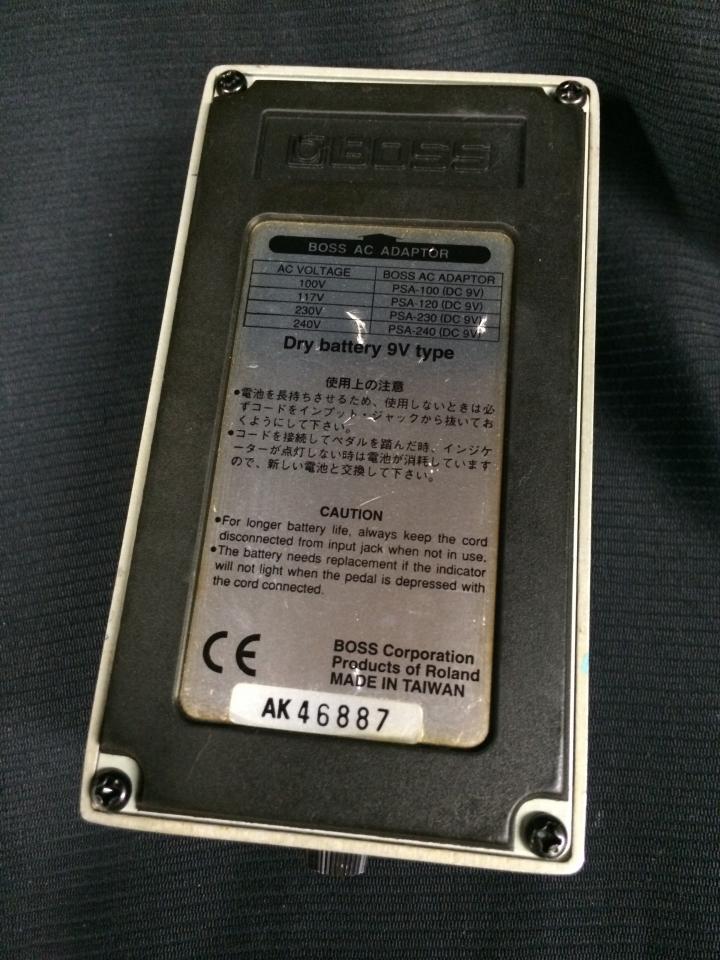 BOSS
BOSS AC ADAPTOR
AC VOLTAGE BOSS AC ADAPTOR
100V PSA-100 (DC 9V)
117V PSA-120 (DC 9V)
230V PSA-230 (DC 9V)
240V PSA-240 (DC 9V)
Dry battery 9V type
使用上の注意
●電池を長持ちさせるため、使用しないときは必
ずコードをインプット・ジャックから抜いてお
くようにして下さい。
●コードを接続してペダルを踏んだ時、インジケ
ーターが点灯しない時は電池が消耗しています
ので、新しい電池と交換して下さい。
CAUTION
●For longer battery life, always keep the cord
disconnected from input jack when not in use.
●The battery needs replacement if the indicator
will not light when the pedal is depressed with
the cord connected.
CE
BOSS Corporation
Products of Roland
MADE IN TAIWAN
AK46887